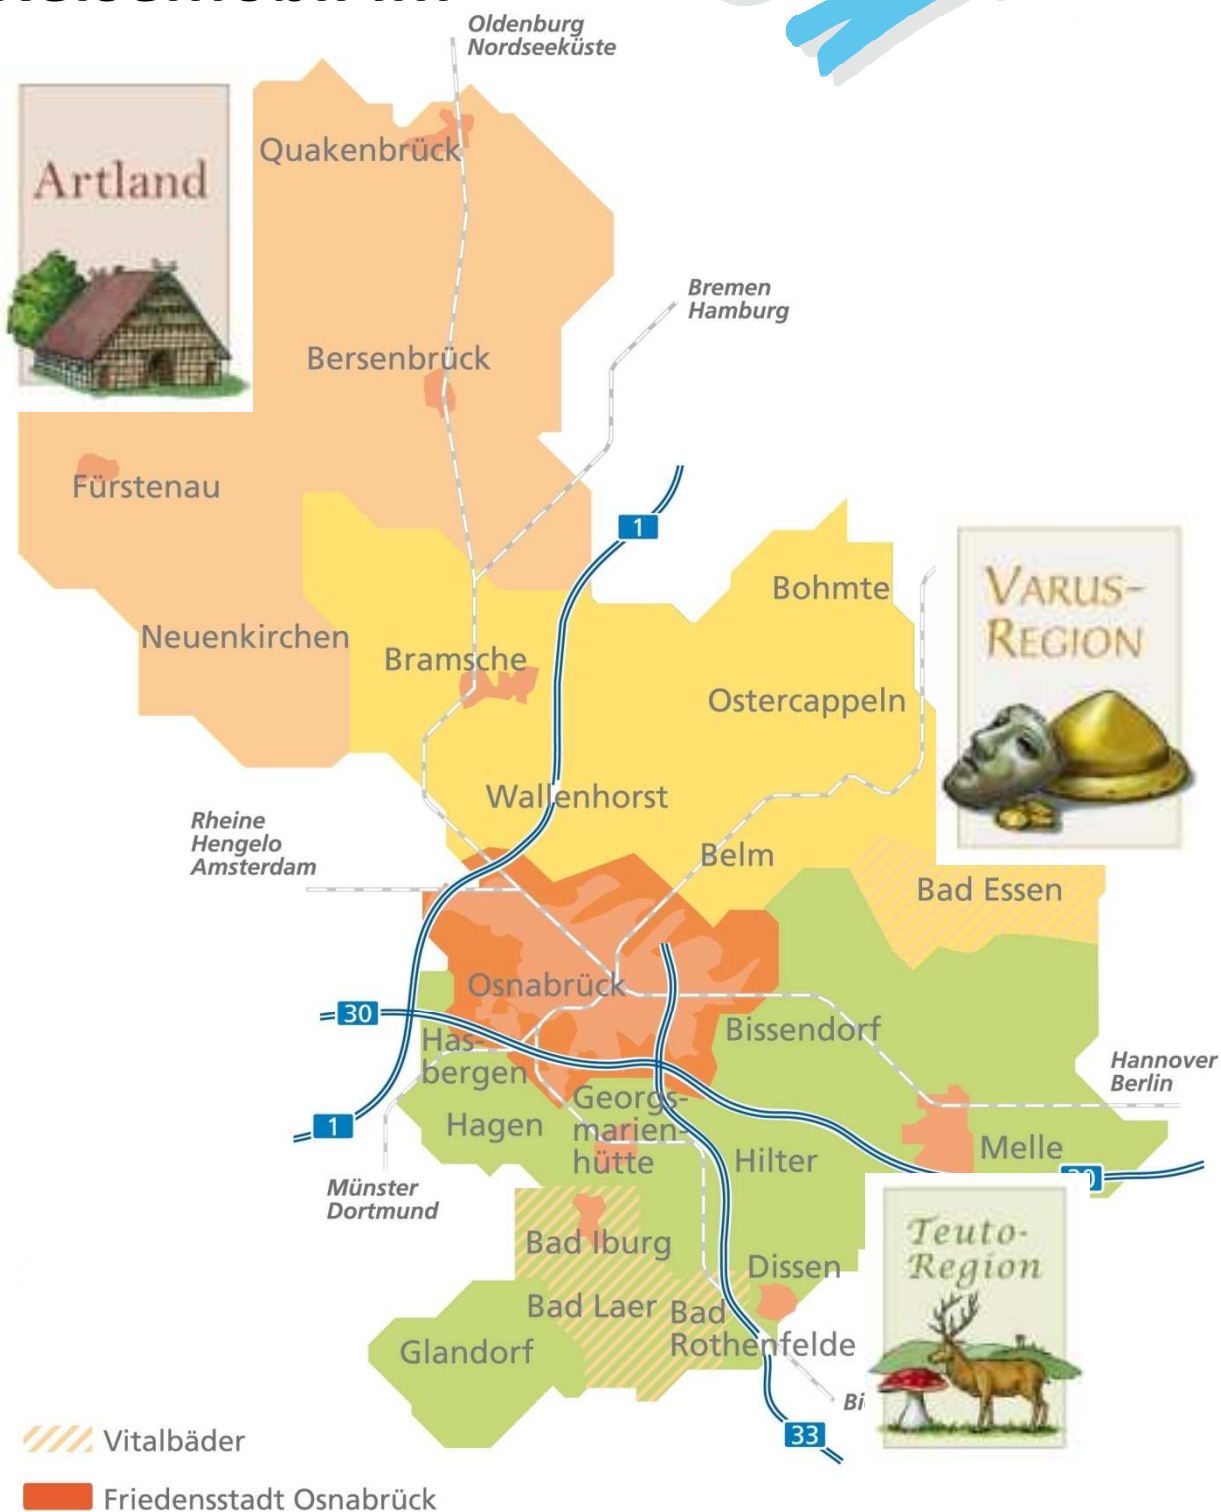 Oldenburg
Nordseeküste
Artland
Quakenbrück
Bremen
Hamburg
Bersenbrück
Fürstenau
1
Bohmte
VARUS-
REGION
Neuenkirchen
Bramsche
Ostercappeln
Wallenhorst
Rheine
Hengelo
Amsterdam
Belm
Bad Essen
Osnabrück
30
Bissendorf
Has-
bergen
Hannover
Berlin
Georgs-
marien-
hütte
1
Hagen
Melle
Hilter
30
Münster
Dortmund
Teuto-
Region
Bad Iburg
Dissen
Bad Laer
Bad
Rothenfelde
Glandorf
33
Vitalbäder
Friedensstadt Osnabrück